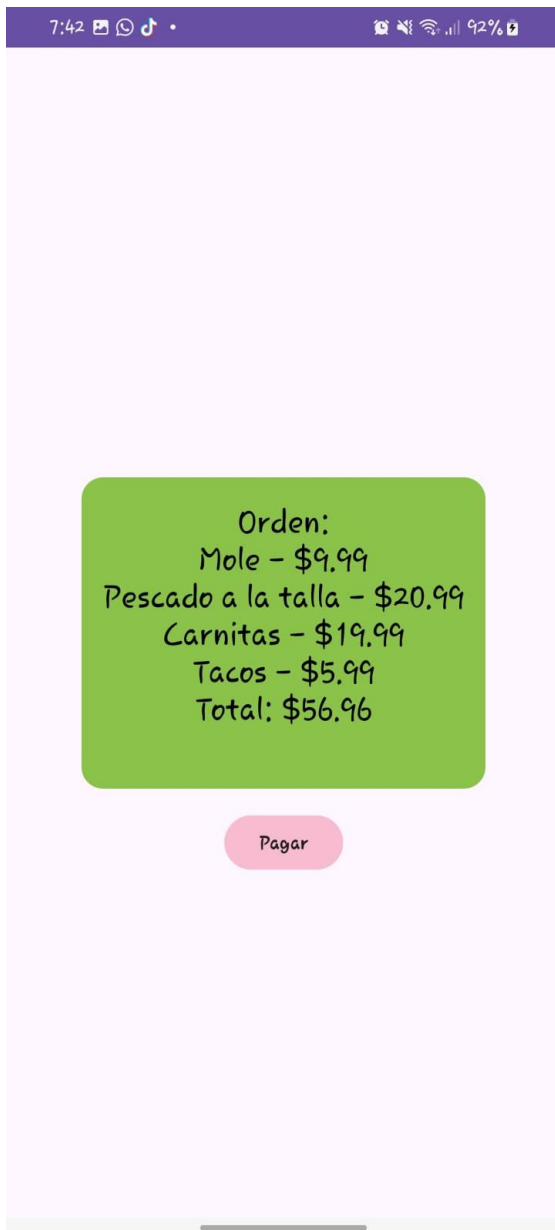 7:42
92%
Orden:
Mole - $9.99
Pescado a la talla - $20.99
Carnitas - $19.99
Tacos - $5.99
Total: $56.96
Pagar